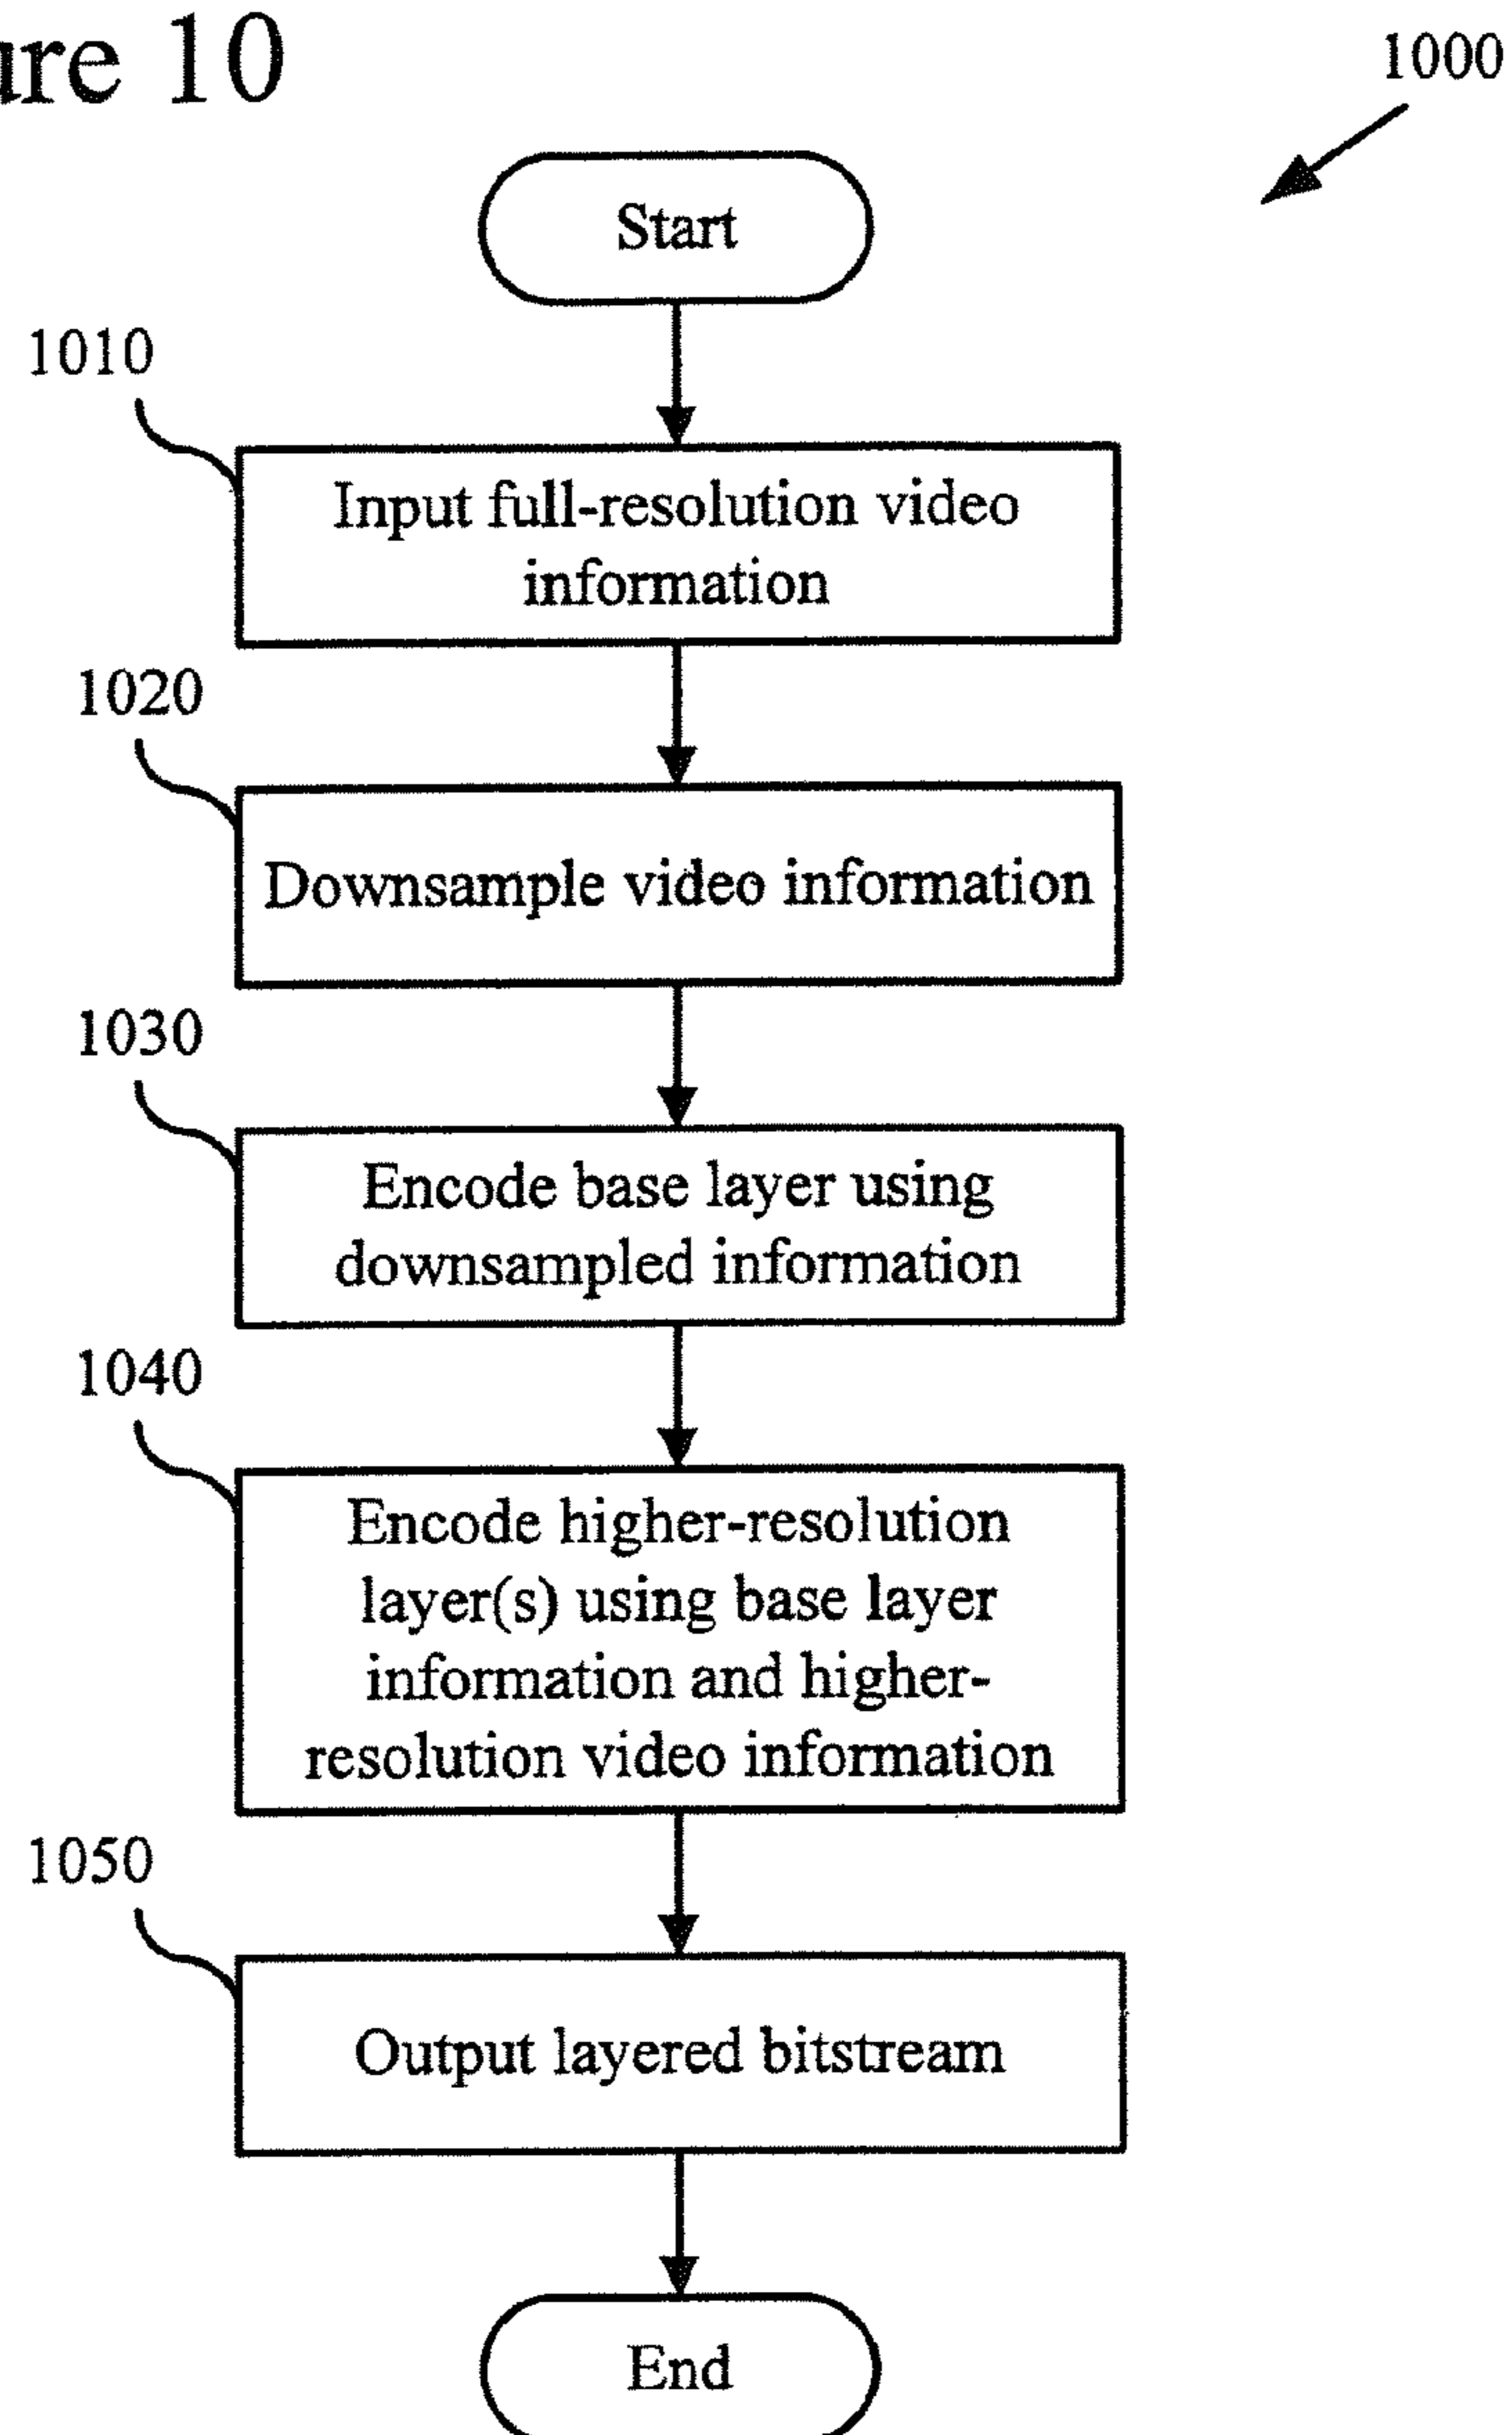 ure 10
1000
Start
1010
Input full-resolution video
information
1020
Downsample video information
1030
Encode base layer using
downsampled information
1040
Encode higher-resolution
layer(s) using base layer
information and higher-
resolution video information
1050
Output layered bitstream
End